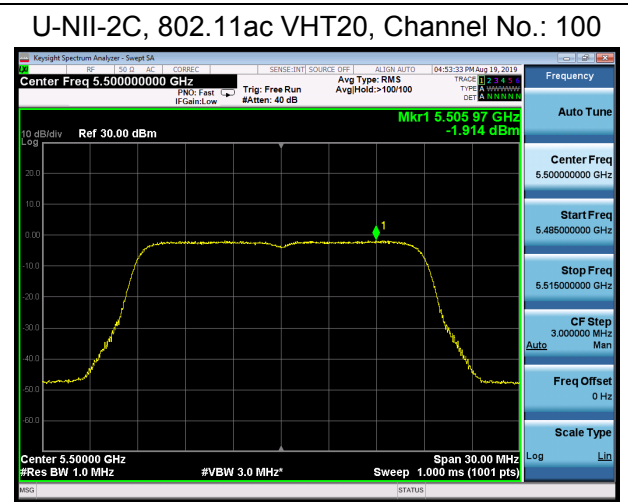 U-NII-2C, 802.11ac VHT20, Channel No.: 100
Keysight Spectrum Analyzer - Swept SA
RF 50 Ω AC CORREC SENSE:INT SOURCE OFF ALIGN AUTO 04:53:33 PM Aug 19, 2019
Center Freq 5.500000000 GHz
PNO: Fast
IFGain:Low
Trig: Free Run
#Atten: 40 dB
Avg Type: RMS
Avg|Hold:>100/100
TRACE 1 2 3 4 5 6
TYPE A WWWWW
DET A N N N N N
Mkr1 5.505 97 GHz
-1.914 dBm
10 dB/div Ref 30.00 dBm
Log
20.0
10.0
0.00
-10.0
-20.0
-30.0
-40.0
-50.0
-60.0
1
Center 5.50000 GHz
#Res BW 1.0 MHz
#VBW 3.0 MHz*
Span 30.00 MHz
Sweep 1.000 ms (1001 pts)
MSG
STATUS
Frequency
Auto Tune
Center Freq
5.500000000 GHz
Start Freq
5.485000000 GHz
Stop Freq
5.515000000 GHz
CF Step
3.000000 MHz
Auto Man
Freq Offset
0 Hz
Scale Type
Log Lin